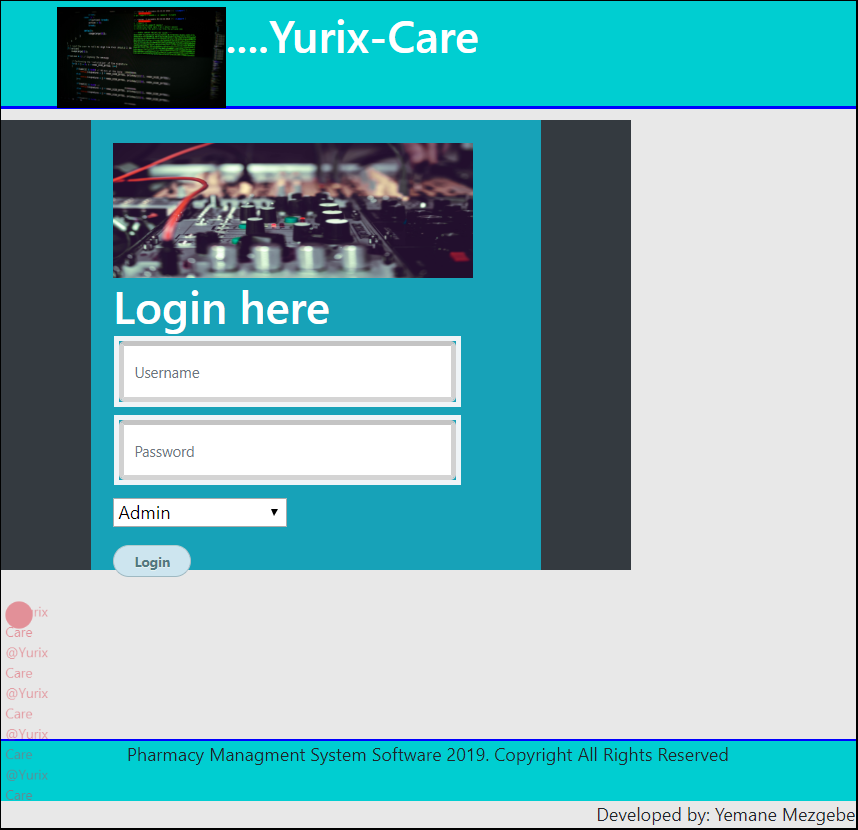 ....Yurix-Care
Login here
Username
Password
Admin
Login
rix
Care
@Yurix
Care
@Yurix
Care
@Yurix
Care
@Yurix
Care
Pharmacy Managment System Software 2019. Copyright All Rights Reserved
Developed by: Yemane Mezgebe